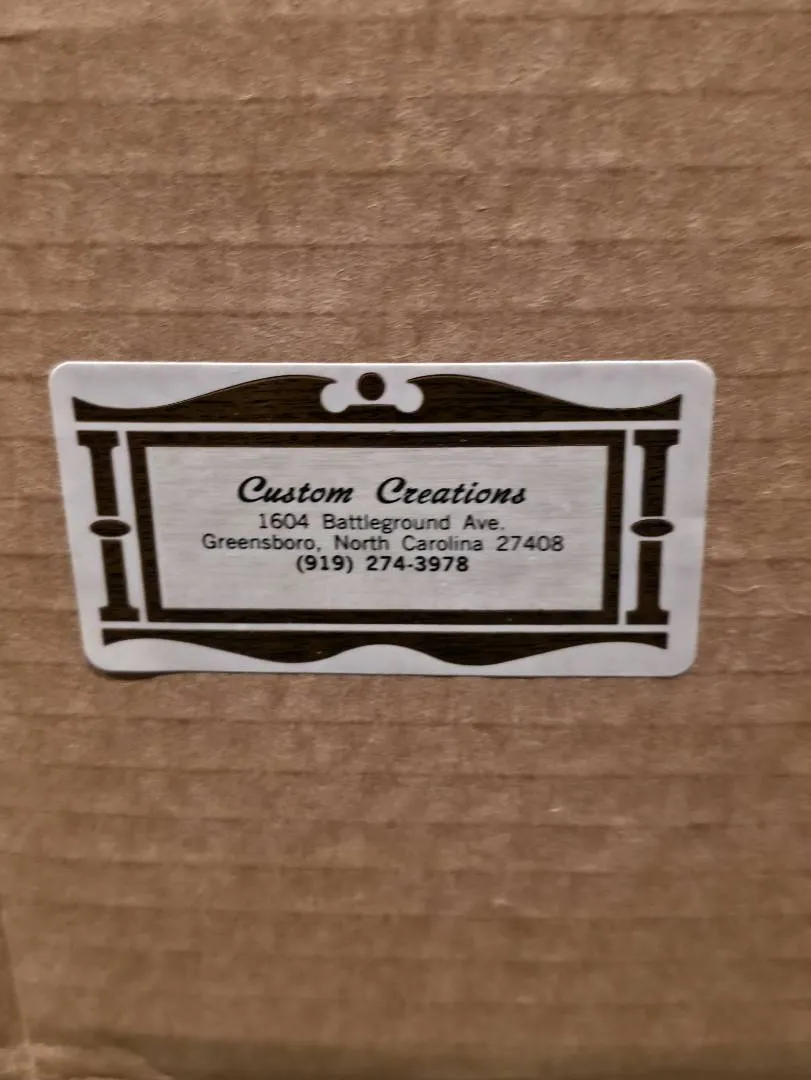 Custom Creations
1604 Battleground Ave.
Greensboro, North Carolina 27408
(919) 274-3978